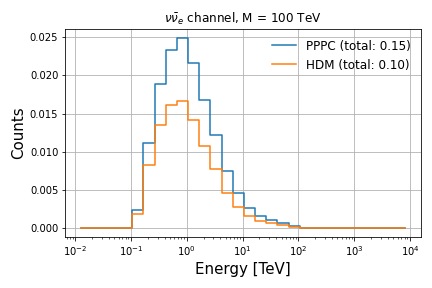 νν̄ₑ channel, M = 100 TeV
PPPC (total: 0.15)
HDM (total: 0.10)
Counts
0.025
0.020
0.015
0.010
0.005
0.000
10⁻² 10⁻¹ 10⁰ 10¹ 10² 10³ 10⁴
Energy [TeV]